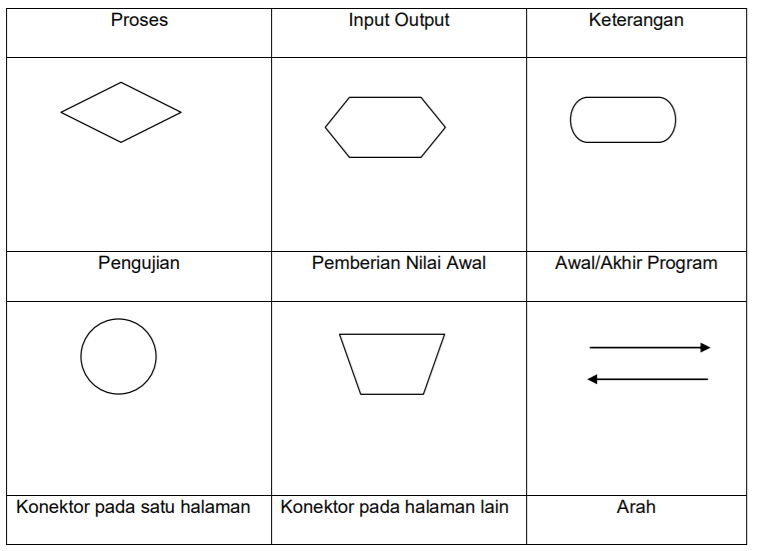 Proses
Input Output
Keterangan
Pengujian
Pemberian Nilai Awal
Awal/Akhir Program
Konektor pada satu halaman
Konektor pada halaman lain
Arah